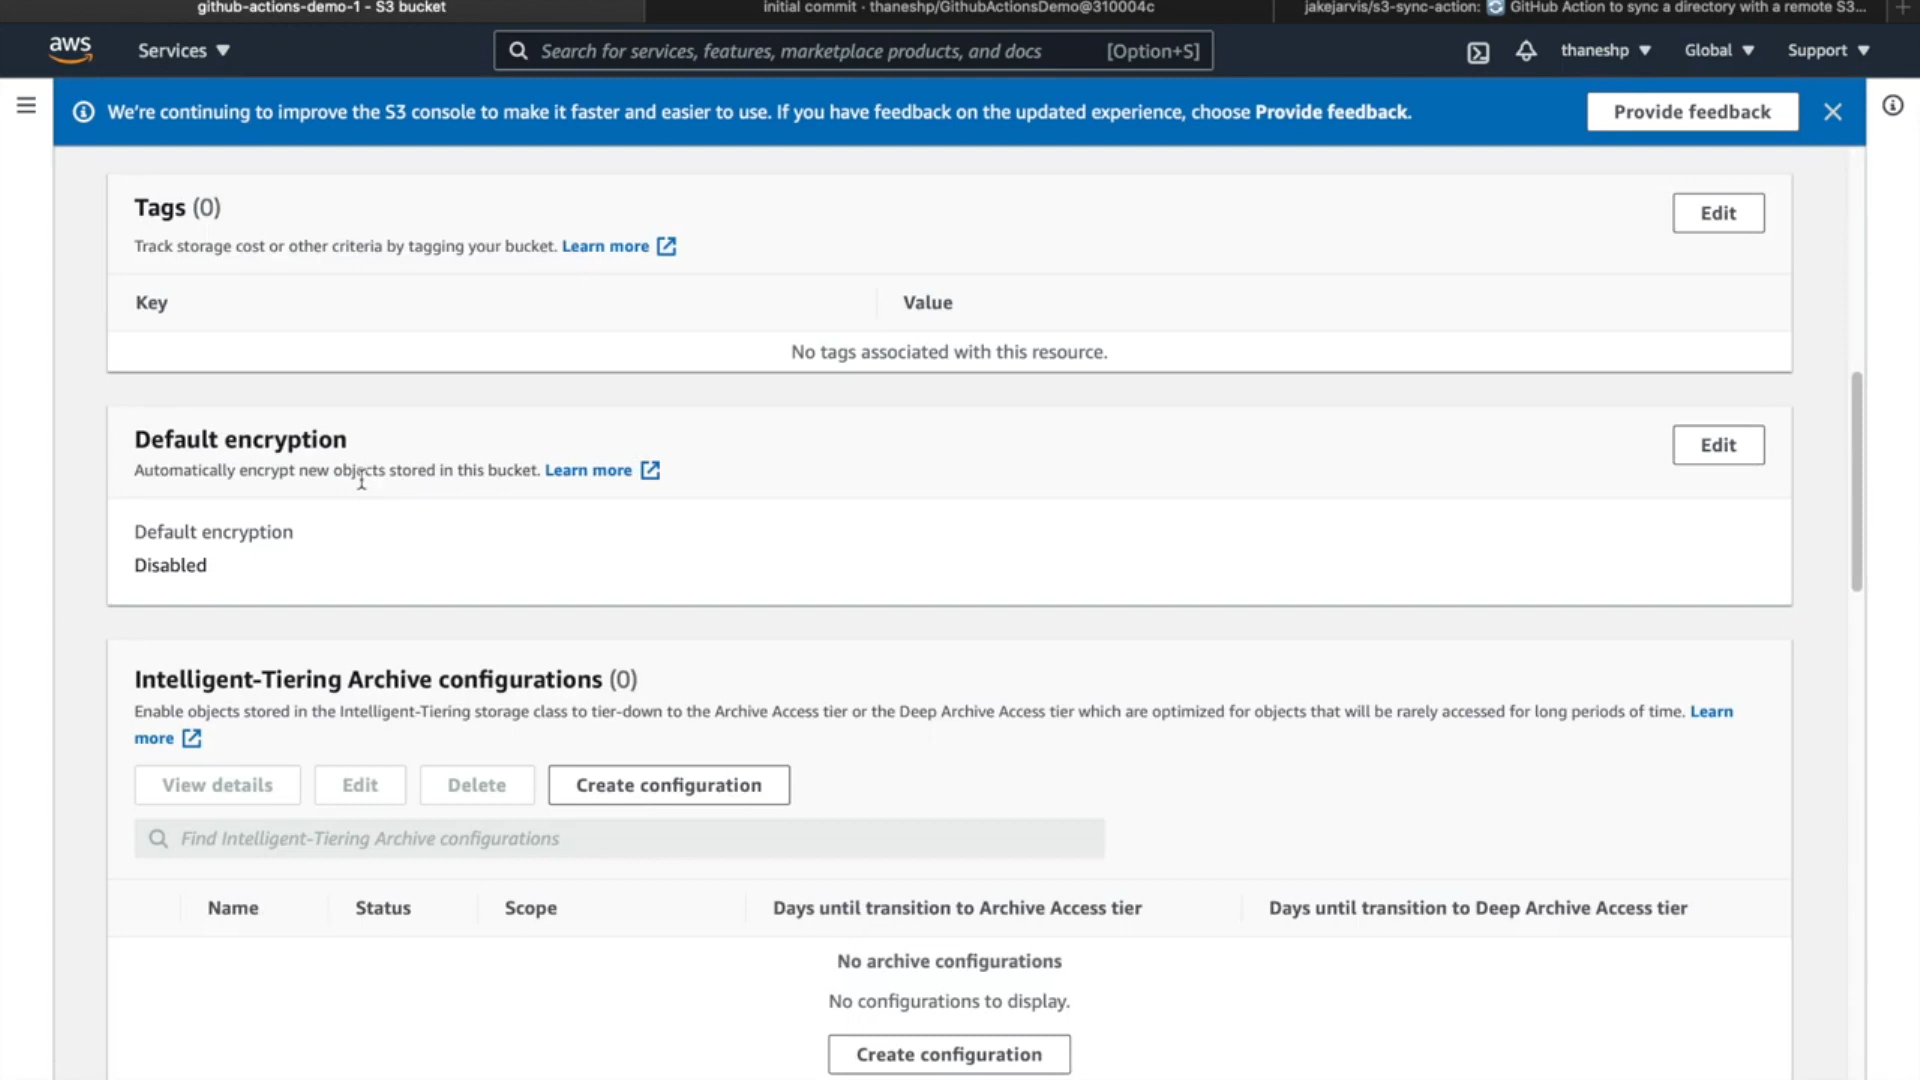 github-actions-demo-1 - S3 bucket
initial commit · thaneshp/GithubActionsDemo@310004c
jakejarvis/s3-sync-action: GitHub Action to sync a directory with a remote S3...
aws
Services
Search for services, features, marketplace products, and docs [Option+S]
thaneshp
Global
Support
We're continuing to improve the S3 console to make it faster and easier to use. If you have feedback on the updated experience, choose Provide feedback.
Provide feedback
Tags (0)
Edit
Track storage cost or other criteria by tagging your bucket. Learn more
Key
Value
No tags associated with this resource.
Default encryption
Edit
Automatically encrypt new objects stored in this bucket. Learn more
Default encryption
Disabled
Intelligent-Tiering Archive configurations (0)
Enable objects stored in the Intelligent-Tiering storage class to tier-down to the Archive Access tier or the Deep Archive Access tier which are optimized for objects that will be rarely accessed for long periods of time. Learn
more
View details
Edit
Delete
Create configuration
Find Intelligent-Tiering Archive configurations
Name
Status
Scope
Days until transition to Archive Access tier
Days until transition to Deep Archive Access tier
No archive configurations
No configurations to display.
Create configuration